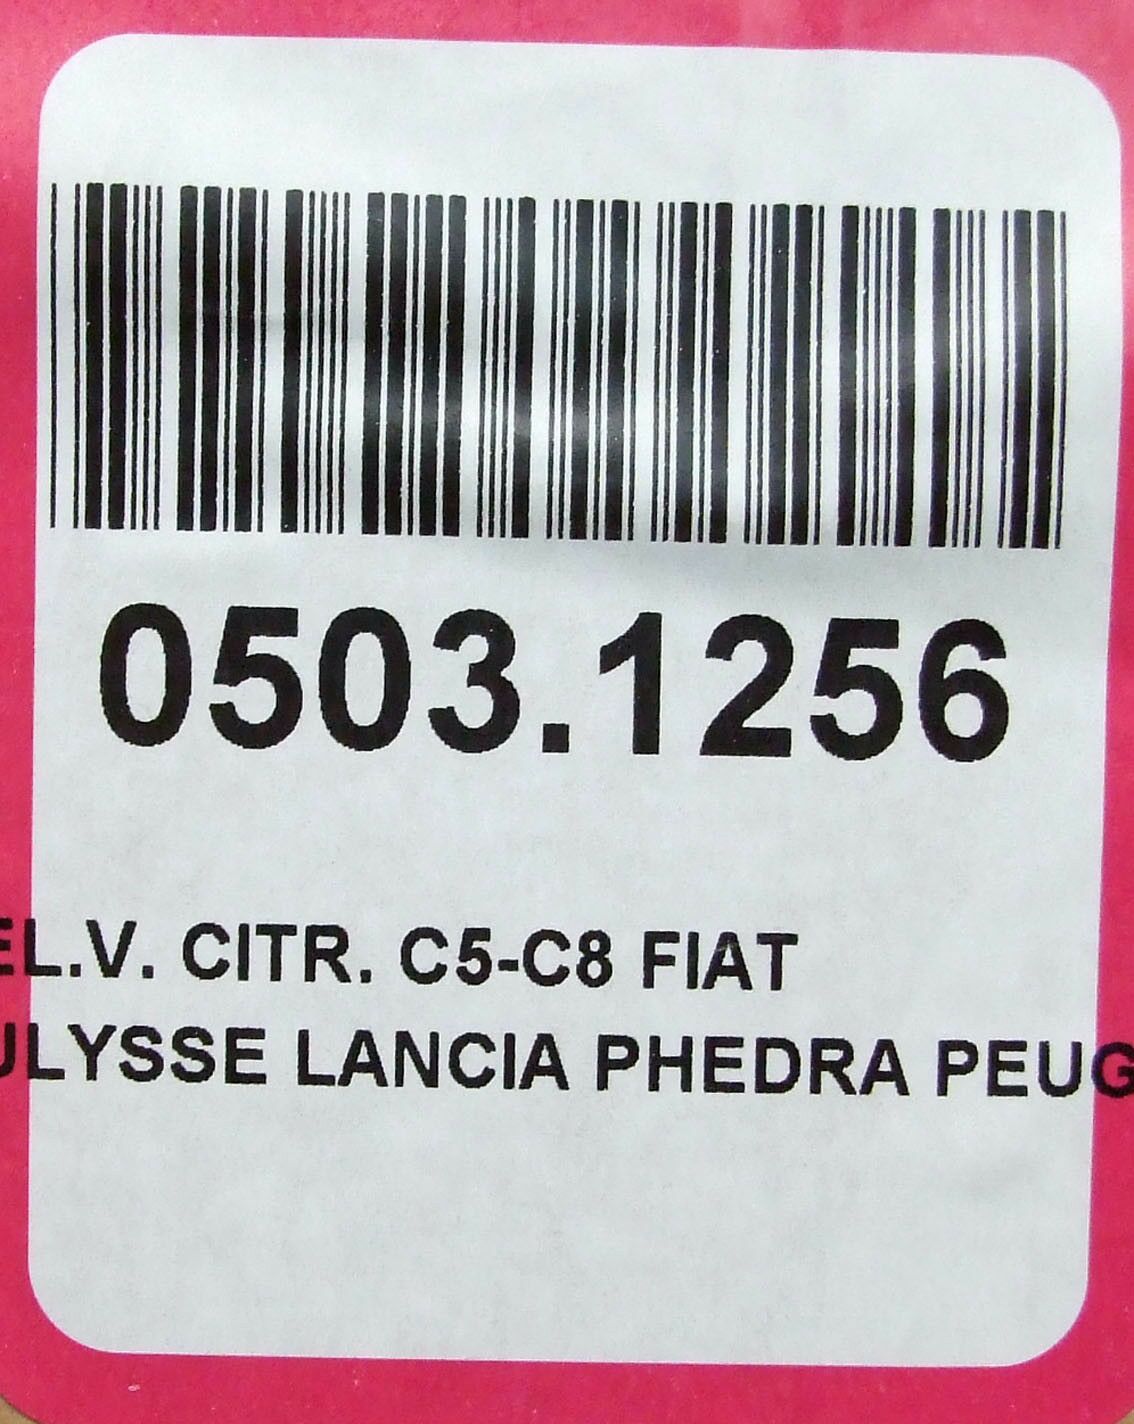 0503.1256
EL.V. CITR. C5-C8 FIAT
ULYSSE LANCIA PHEDRA PEUG